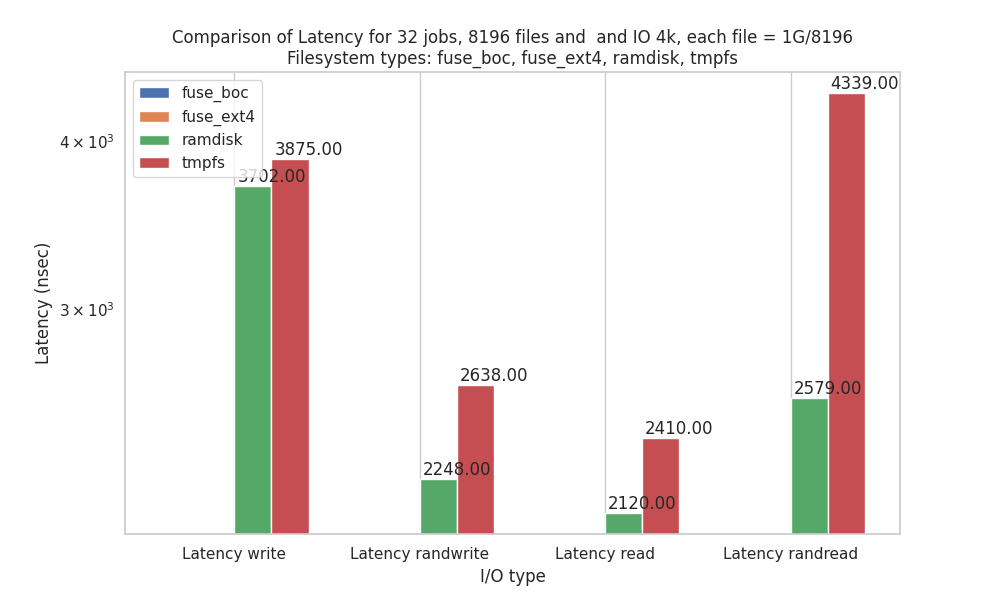 Comparison of Latency for 32 jobs, 8196 files and  and IO 4k, each file = 1G/8196
Filesystem types: fuse_boc, fuse_ext4, ramdisk, tmpfs
fuse_boc
fuse_ext4
ramdisk
tmpfs
4 × 10³
3 × 10³
Latency (nsec)
3702.00
3875.00
2248.00
2638.00
2120.00
2410.00
2579.00
4339.00
Latency write
Latency randwrite
Latency read
Latency randread
I/O type